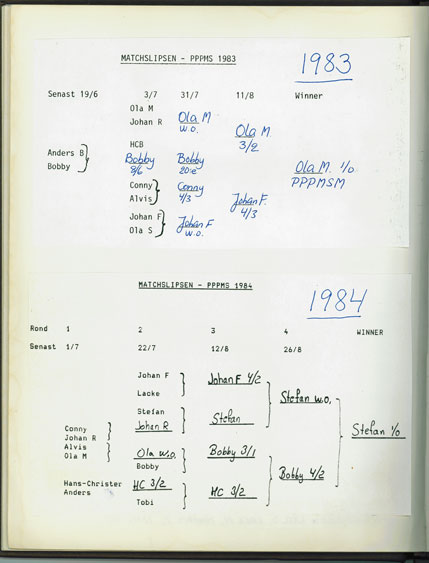 MATCHSLIPSEN - PPPMS 1983
1983
Senast 19/6 3/7 31/7 11/8 Winner
Ola M
Johan R Ola M
w.o. Ola M
3/2
HCB
Anders B Bobby Bobby
Bobby 8/6 20:e Ola M. 1/0
PPPMSM
Conny Conny
Alvis 4/3 Johan F.
4/3
Johan F Johan F
Ola S w.o.
MATCHSLIPSEN - PPPMS 1984
1984
Rond 1 2 3 4 WINNER
Senast 1/7 22/7 12/8 26/8
Johan F Johan F 4/2
Lacke
Stefan w.o.
Stefan Stefan
Conny Johan R
Johan R Stefan 1/0
Alvis Ola w.o. Bobby 3/1
Ola M Bobby
Bobby 4/2
Hans-Christer HC 3/2 HC 3/2
Anders Tobi